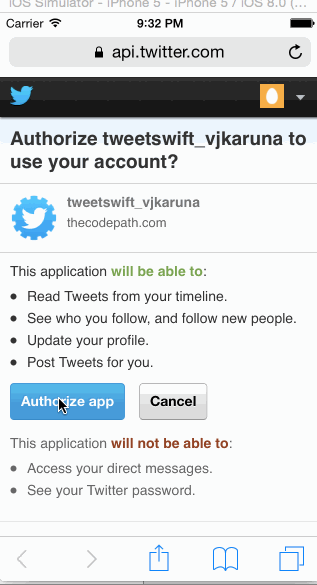 iOS Simulator - iPhone 5 - iPhone 5 / iOS 8.0 (...
Carrier 9:32 PM
api.twitter.com
Authorize tweetswift_vjkaruna to
use your account?
tweetswift_vjkaruna
thecodepath.com
This application will be able to:
• Read Tweets from your timeline.
• See who you follow, and follow new people.
• Update your profile.
• Post Tweets for you.
Authorize app Cancel
This application will not be able to:
• Access your direct messages.
• See your Twitter password.